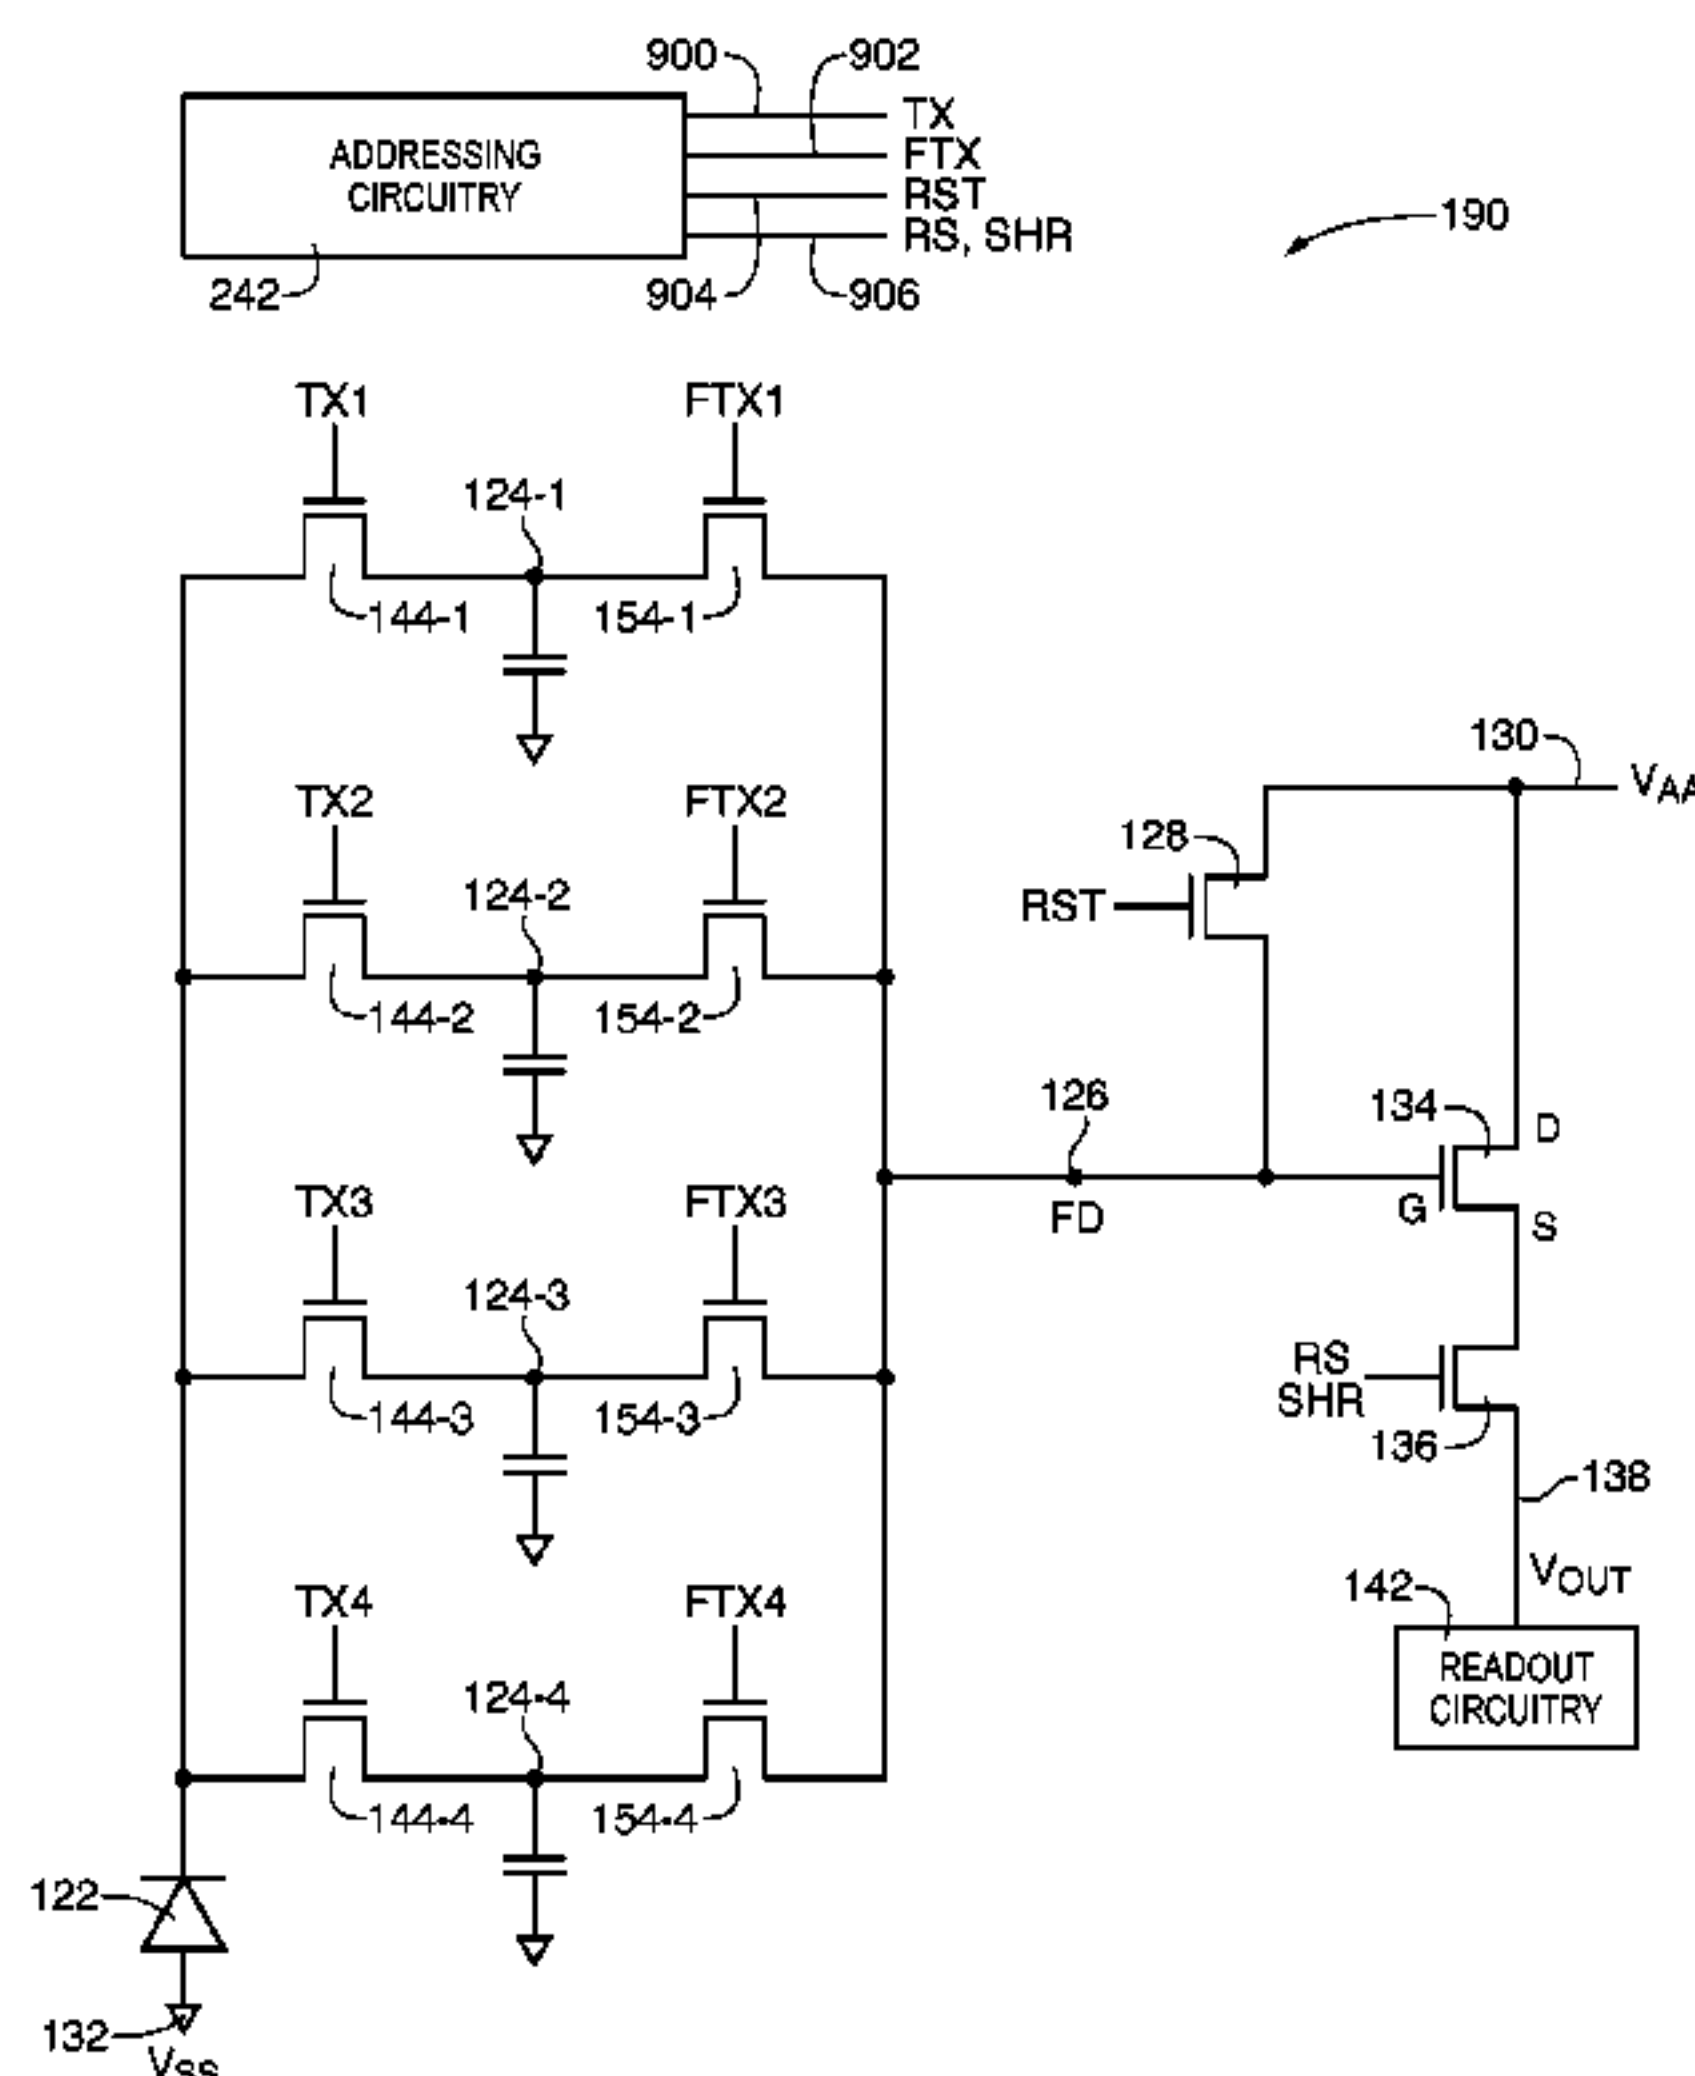 900
902
TX
ADDRESSING
CIRCUITRY
FTX
RST
RS, SHR
190
242
904
906
TX1
FTX1
124-1
144-1
154-1
130
VAA
TX2
FTX2
128
124-2
RST
144-2
154-2
126
134
D
TX3
FTX3
FD
G
S
124-3
RS
SHR
144-3
154-3
136
138
VOUT
TX4
FTX4
142
124-4
READOUT
CIRCUITRY
144-4
154-4
122
132
VSS